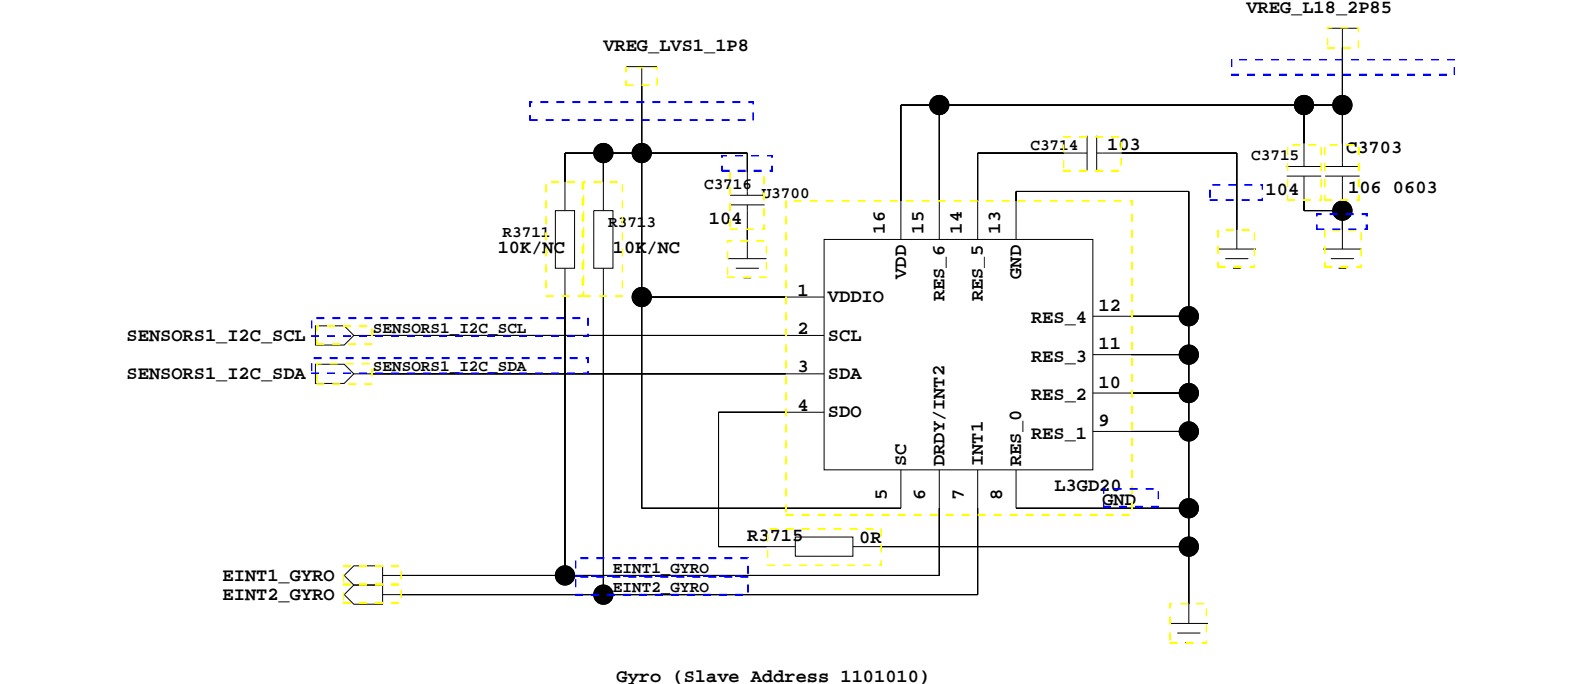 VREG_L18_2P85
VREG_LVS1_1P8
C3714
103
C3715
C3703
104
106 0603
C3716
U3700
104
R3711
10K/NC
R3713
10K/NC
16
15
14
13
VDD
RES_6
RES_5
GND
1
VDDIO
2
SCL
3
SDA
4
SDO
12
RES_4
11
RES_3
10
RES_2
9
RES_1
SC
DRDY/INT2
INT1
RES_0
5
6
7
8
L3GD20
GND
SENSORS1_I2C_SCL
SENSORS1_I2C_SCL
SENSORS1_I2C_SDA
SENSORS1_I2C_SDA
R3715
0R
EINT1_GYRO
EINT1_GYRO
EINT2_GYRO
EINT2_GYRO
Gyro (Slave Address 1101010)